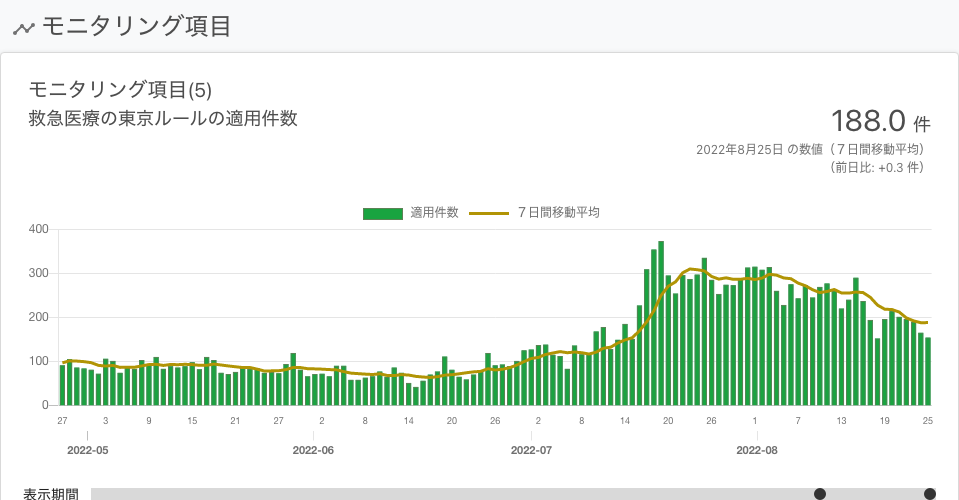 モニタリング項目
モニタリング項目(5)
救急医療の東京ルールの適用件数
188.0 件
2022年8月25日 の数値（７日間移動平均）
（前日比: +0.3 件）
適用件数 ７日間移動平均
400
300
200
100
0
27 3 9 15 21 27 2 8 14 20 26 2 8 14 20 26 1 7 13 19 25
2022-05 2022-06 2022-07 2022-08
表示期間